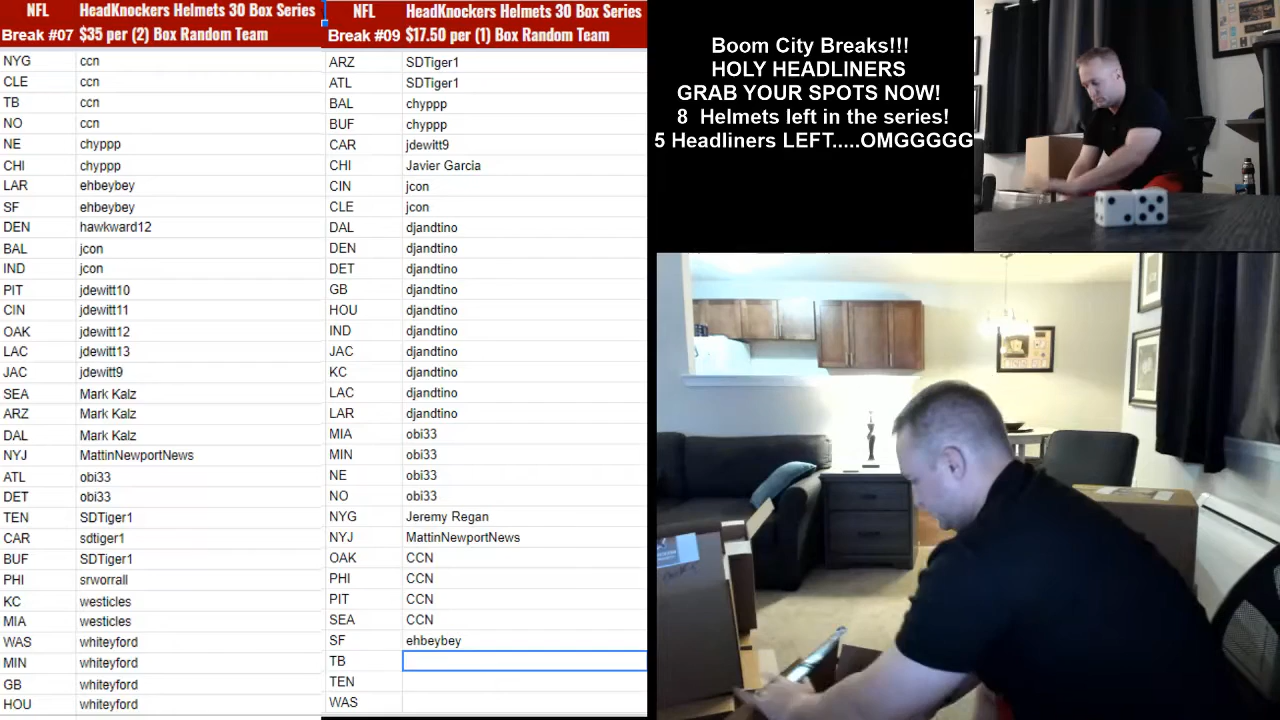 NFL HeadKnockers Helmets 30 Box Series
Break #07 $35 per (2) Box Random Team
NYG ccn
CLE ccn
TB ccn
NO ccn
NE chyppp
CHI chyppp
LAR ehbeybey
SF ehbeybey
DEN hawkward12
BAL jcon
IND jcon
PIT jdewitt10
CIN jdewitt11
OAK jdewitt12
LAC jdewitt13
JAC jdewitt9
SEA Mark Kalz
ARZ Mark Kalz
DAL Mark Kalz
NYJ MattinNewportNews
ATL obi33
DET obi33
TEN SDTiger1
CAR sdtiger1
BUF SDTiger1
PHI srworrall
KC westicles
MIA westicles
WAS whiteyford
MIN whiteyford
GB whiteyford
HOU whiteyford
NFL HeadKnockers Helmets 30 Box Series
Break #09 $17.50 per (1) Box Random Team
ARZ SDTiger1
ATL SDTiger1
BAL chyppp
BUF chyppp
CAR jdewitt9
CHI Javier Garcia
CIN jcon
CLE jcon
DAL djandtino
DEN djandtino
DET djandtino
GB djandtino
HOU djandtino
IND djandtino
JAC djandtino
KC djandtino
LAC djandtino
LAR djandtino
MIA obi33
MIN obi33
NE obi33
NO obi33
NYG Jeremy Regan
NYJ MattinNewportNews
OAK CCN
PHI CCN
PIT CCN
SEA CCN
SF ehbeybey
TB
TEN
WAS
Boom City Breaks!!!
HOLY HEADLINERS
GRAB YOUR SPOTS NOW!
8 Helmets left in the series!
5 Headliners LEFT.....OMGGGGG